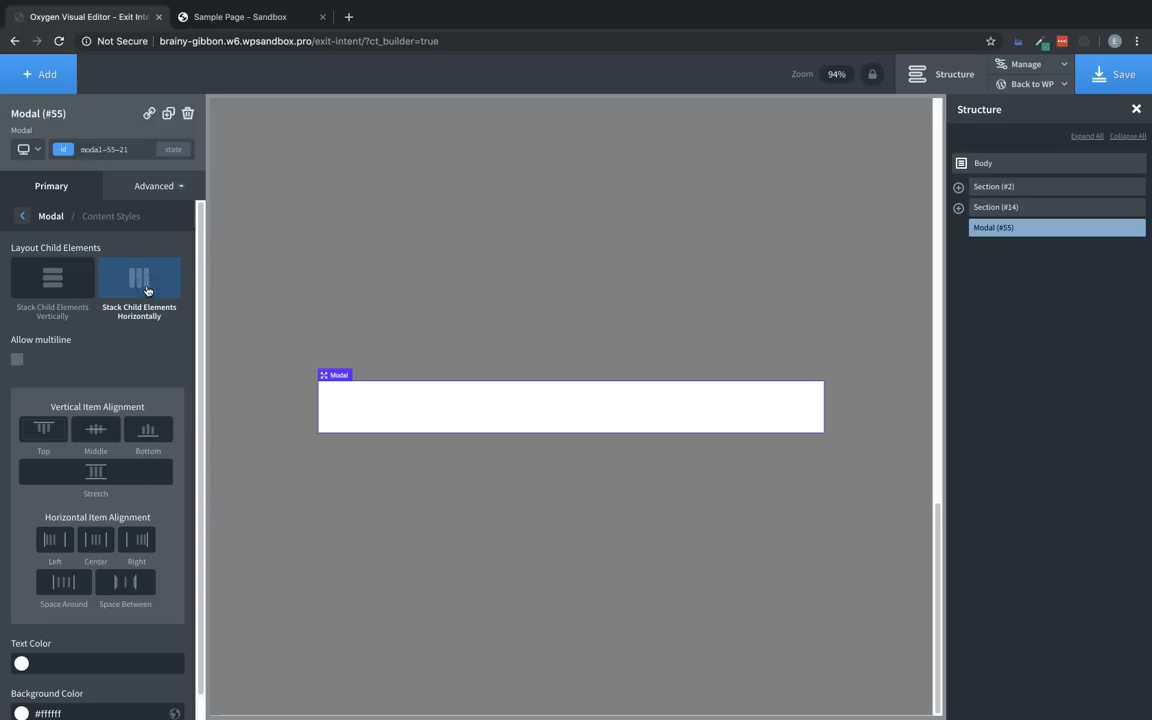 Oxygen Visual Editor - Exit Inte
Sample Page - Sandbox
Not Secure
brainy-gibbon.w6.wpsandbox.pro/exit-intent/?ct_builder=true
E
+ Add
Zoom
94%
Structure
Manage
Back to WP
Save
Modal (#55)
Modal
id
modal-55-21
state
Primary
Advanced
Modal / Content Styles
Layout Child Elements
Stack Child Elements
Vertically
Stack Child Elements
Horizontally
Allow multiline
Vertical Item Alignment
Top
Middle
Bottom
Stretch
Horizontal Item Alignment
Left
Center
Right
Space Around
Space Between
Text Color
Background Color
#ffffff
Modal
Structure
Expand All
Collapse All
Body
Section (#2)
Section (#14)
Modal (#55)